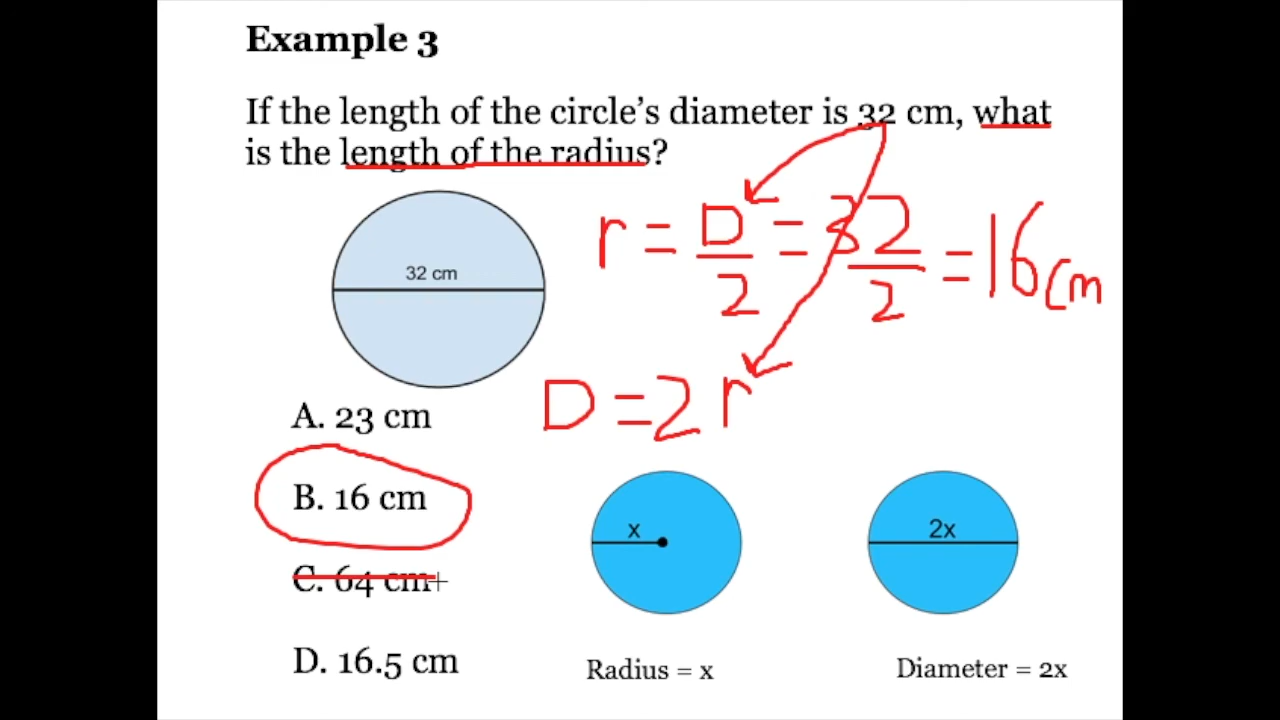 Example 3
If the length of the circle's diameter is 32 cm, what
is the length of the radius?
32 cm
r = D/2 = 32/2 = 16cm
D = 2r
A. 23 cm
B. 16 cm
C. 64 cm
D. 16.5 cm
x
2x
Radius = x
Diameter = 2x